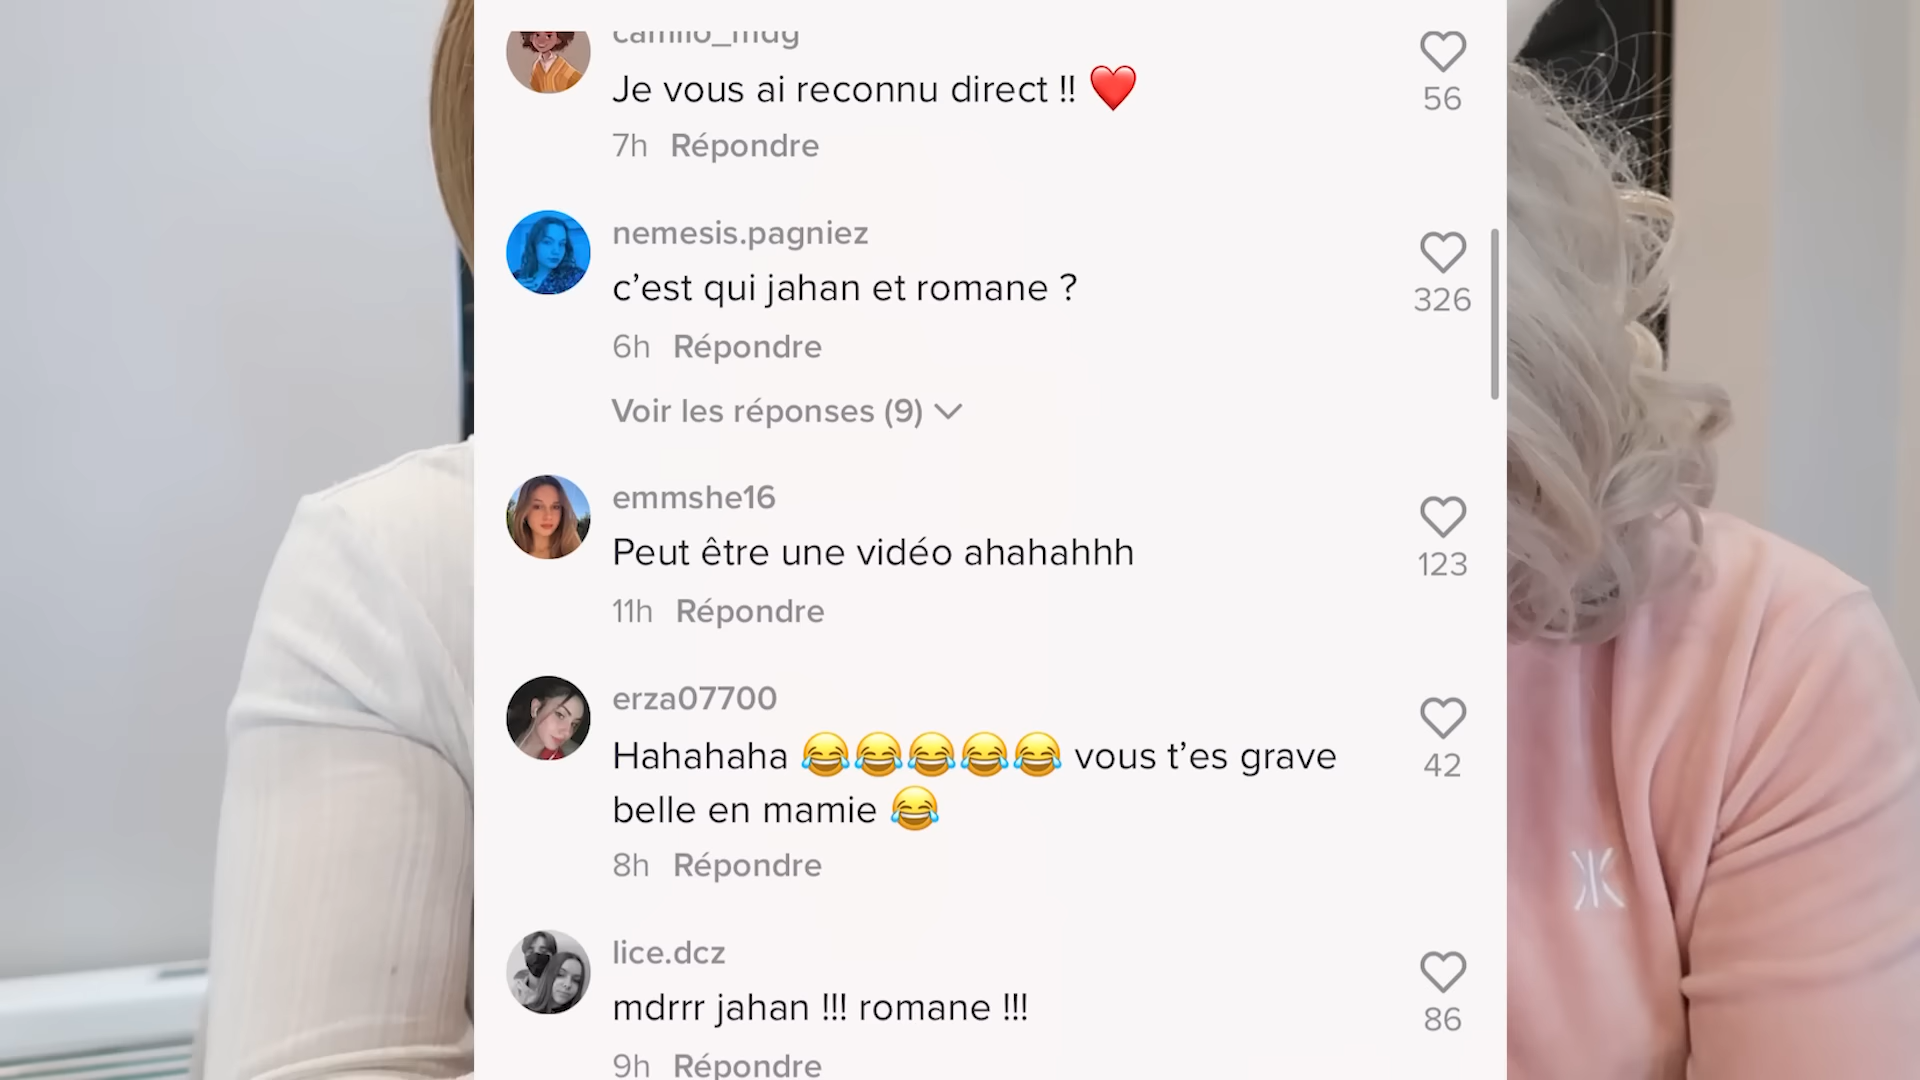 Je vous ai reconnu direct !! ❤️
56
7h Répondre
nemesis.pagniez
c’est qui jahan et romane ?
326
6h Répondre
Voir les réponses (9)
emmshe16
Peut être une vidéo ahahahhh
123
11h Répondre
erza07700
Hahahaha 😂😂😂😂😂 vous t’es grave
belle en mamie 😂
42
8h Répondre
lice.dcz
mdrrr jahan !!! romane !!!
86
9h Répondre